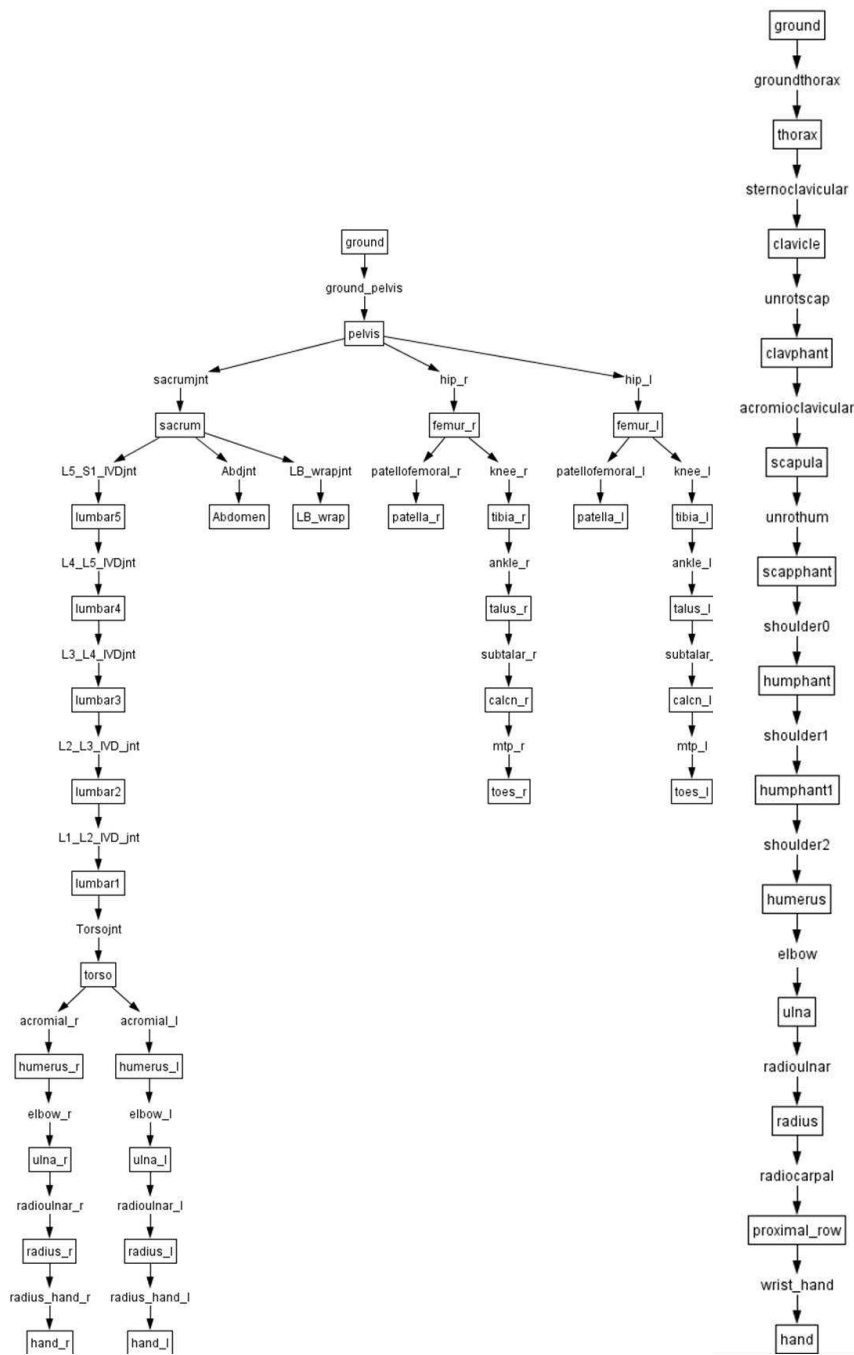 ground
ground_pelvis
pelvis
sacrumjnt hip_r hip_l
sacrum femur_r femur_l
L5_S1_IVDjnt Abdjnt LB_wrapjnt patellofemoral_r knee_r patellofemoral_l knee_l
lumbar5 Abdomen LB_wrap patella_r tibia_r patella_l tibia_l
L4_L5_IVDjnt ankle_r ankle_l
lumbar4 talus_r talus_l
L3_L4_IVDjnt subtalar_r subtalar_
lumbar3 calcn_r calcn_l
L2_L3_IVD_jnt mtp_r mtp_l
lumbar2 toes_r toes_l
L1_L2_IVD_jnt
lumbar1
Torsojnt
torso
acromial_r acromial_l
humerus_r humerus_l
elbow_r elbow_l
ulna_r ulna_l
radioulnar_r radioulnar_l
radius_r radius_l
radius_hand_r radius_hand_l
hand_r hand_l
ground
groundthorax
thorax
sternoclavicular
clavicle
unrotscap
clavphant
acromioclavicular
scapula
unrothum
scapphant
shoulder0
humphant
shoulder1
humphant1
shoulder2
humerus
elbow
ulna
radioulnar
radius
radiocarpal
proximal_row
wrist_hand
hand